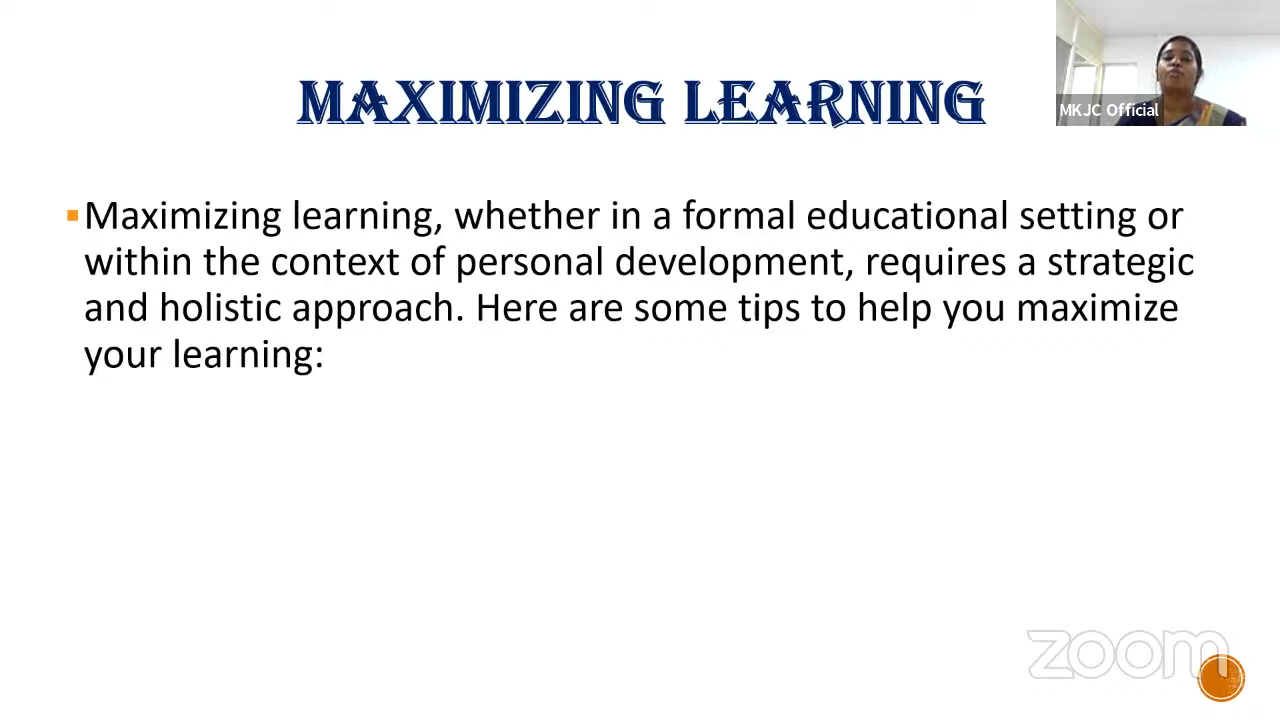 MAXIMIZING LEARNING
MKJC Official
Maximizing learning, whether in a formal educational setting or
within the context of personal development, requires a strategic
and holistic approach. Here are some tips to help you maximize
your learning:
zoom